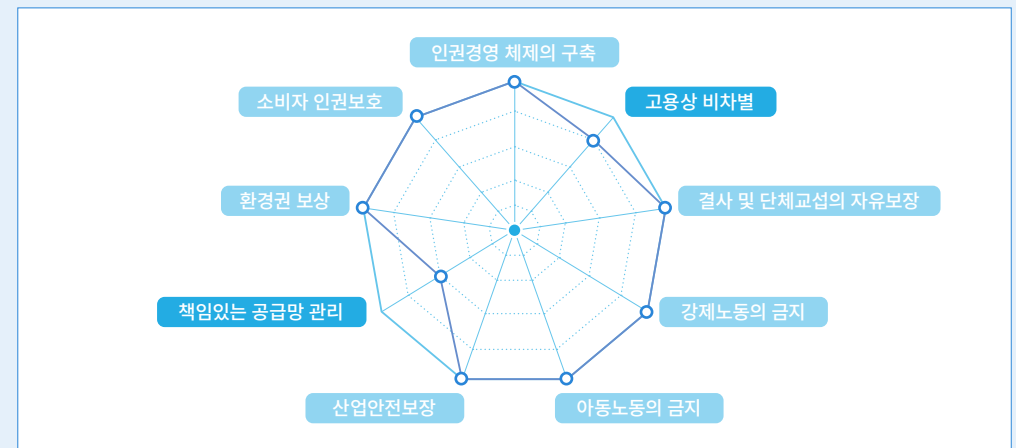 인권경영 체제의 구축
소비자 인권보호
고용상 비차별
환경권 보상
결사 및 단체교섭의 자유보장
책임있는 공급망 관리
강제노동의 금지
산업안전보장
아동노동의 금지